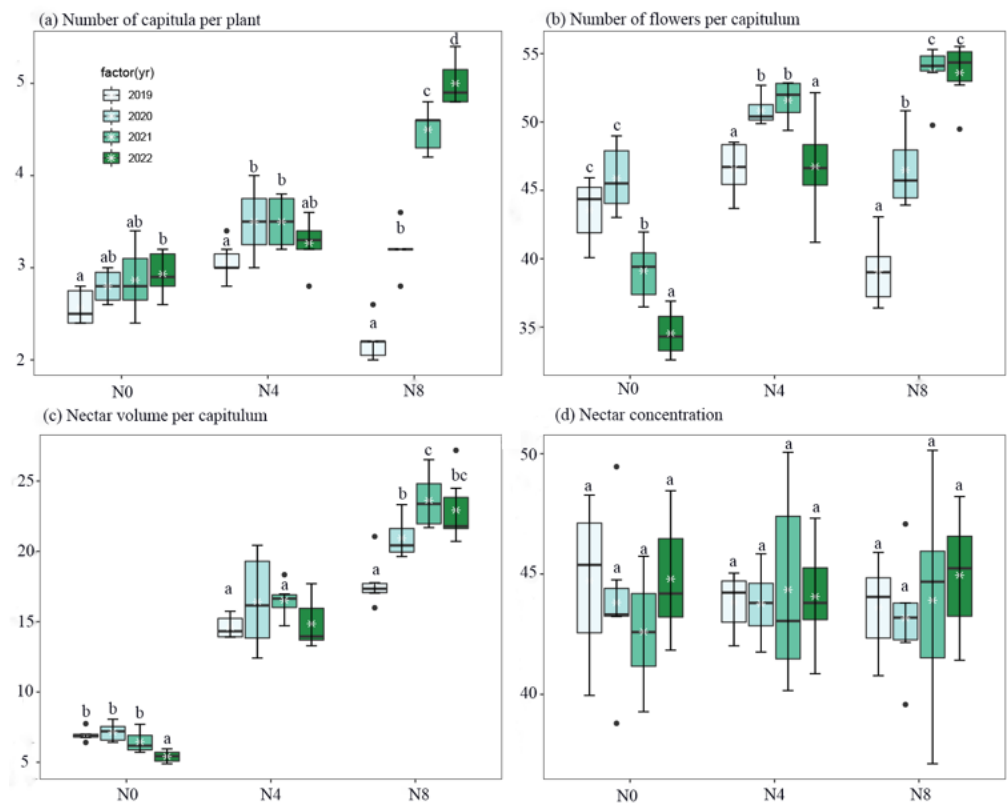 (a) Number of capitula per plant
factor(yr)
2019
2020
2021
2022
5
4
3
2
a
ab
ab
b
a
b
b
ab
a
b
c
d
N0
N4
N8
(b) Number of flowers per capitulum
55
50
45
40
35
c
c
b
a
a
b
b
a
a
b
c
c
N0
N4
N8
(c) Nectar volume per capitulum
25
20
15
10
5
b
b
b
a
a
a
a
b
c
bc
N0
N4
N8
(d) Nectar concentration
50
45
40
a
a
a
a
a
a
a
a
a
a
a
a
N0
N4
N8